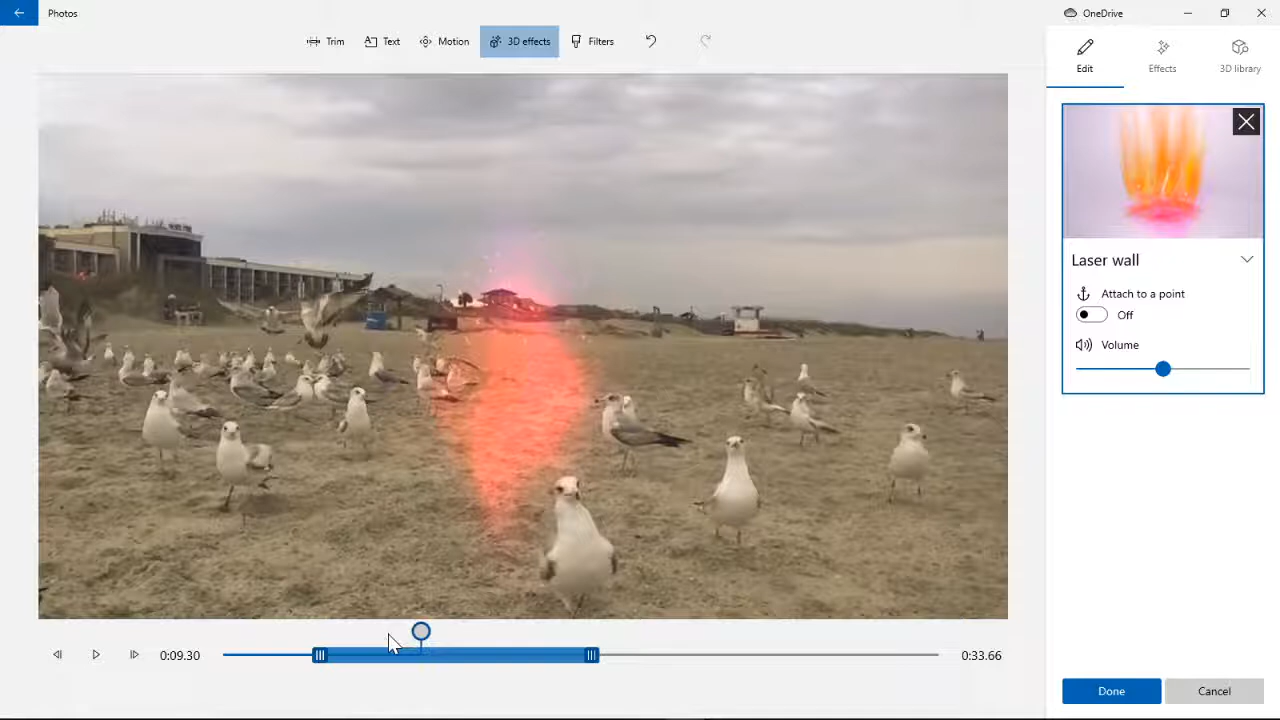 Photos
OneDrive
Trim
Text
Motion
3D effects
Filters
Edit
Effects
3D library
Laser wall
Attach to a point
Off
Volume
0:09.30
0:33.66
Done
Cancel